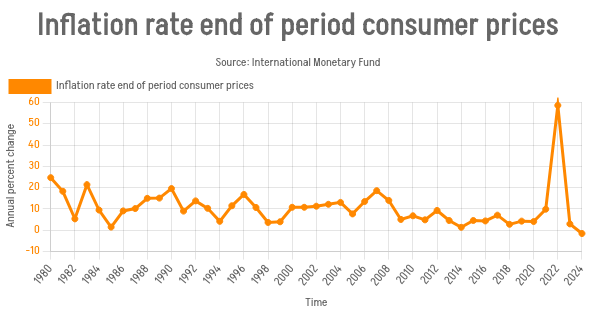 Inflation rate end of period consumer prices
Source: International Monetary Fund
Inflation rate end of period consumer prices
Annual percent change
60
50
40
30
20
10
0
-10
1980 1982 1984 1986 1988 1990 1992 1994 1996 1998 2000 2002 2004 2006 2008 2010 2012 2014 2016 2018 2020 2022 2024
Time